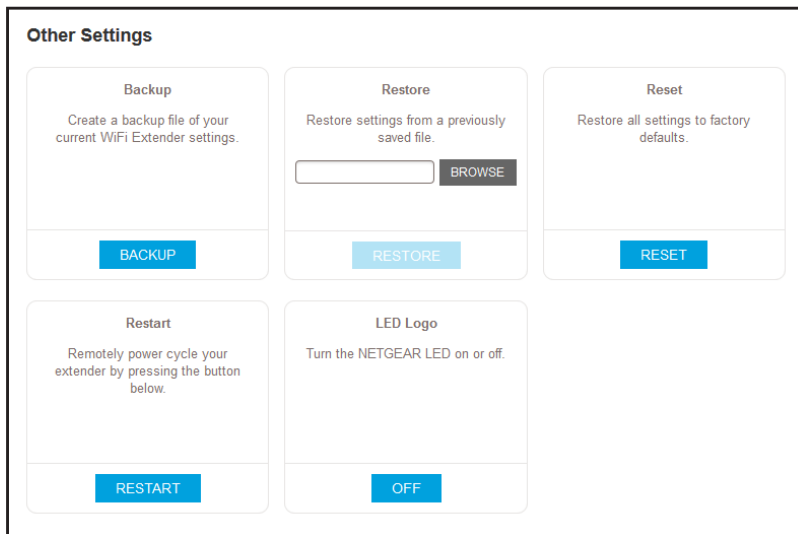 Other Settings
Backup
Create a backup file of your
current WiFi Extender settings.
BACKUP
Restore
Restore settings from a previously
saved file.
BROWSE
RESTORE
Reset
Restore all settings to factory
defaults.
RESET
Restart
Remotely power cycle your
extender by pressing the button
below.
RESTART
LED Logo
Turn the NETGEAR LED on or off.
OFF